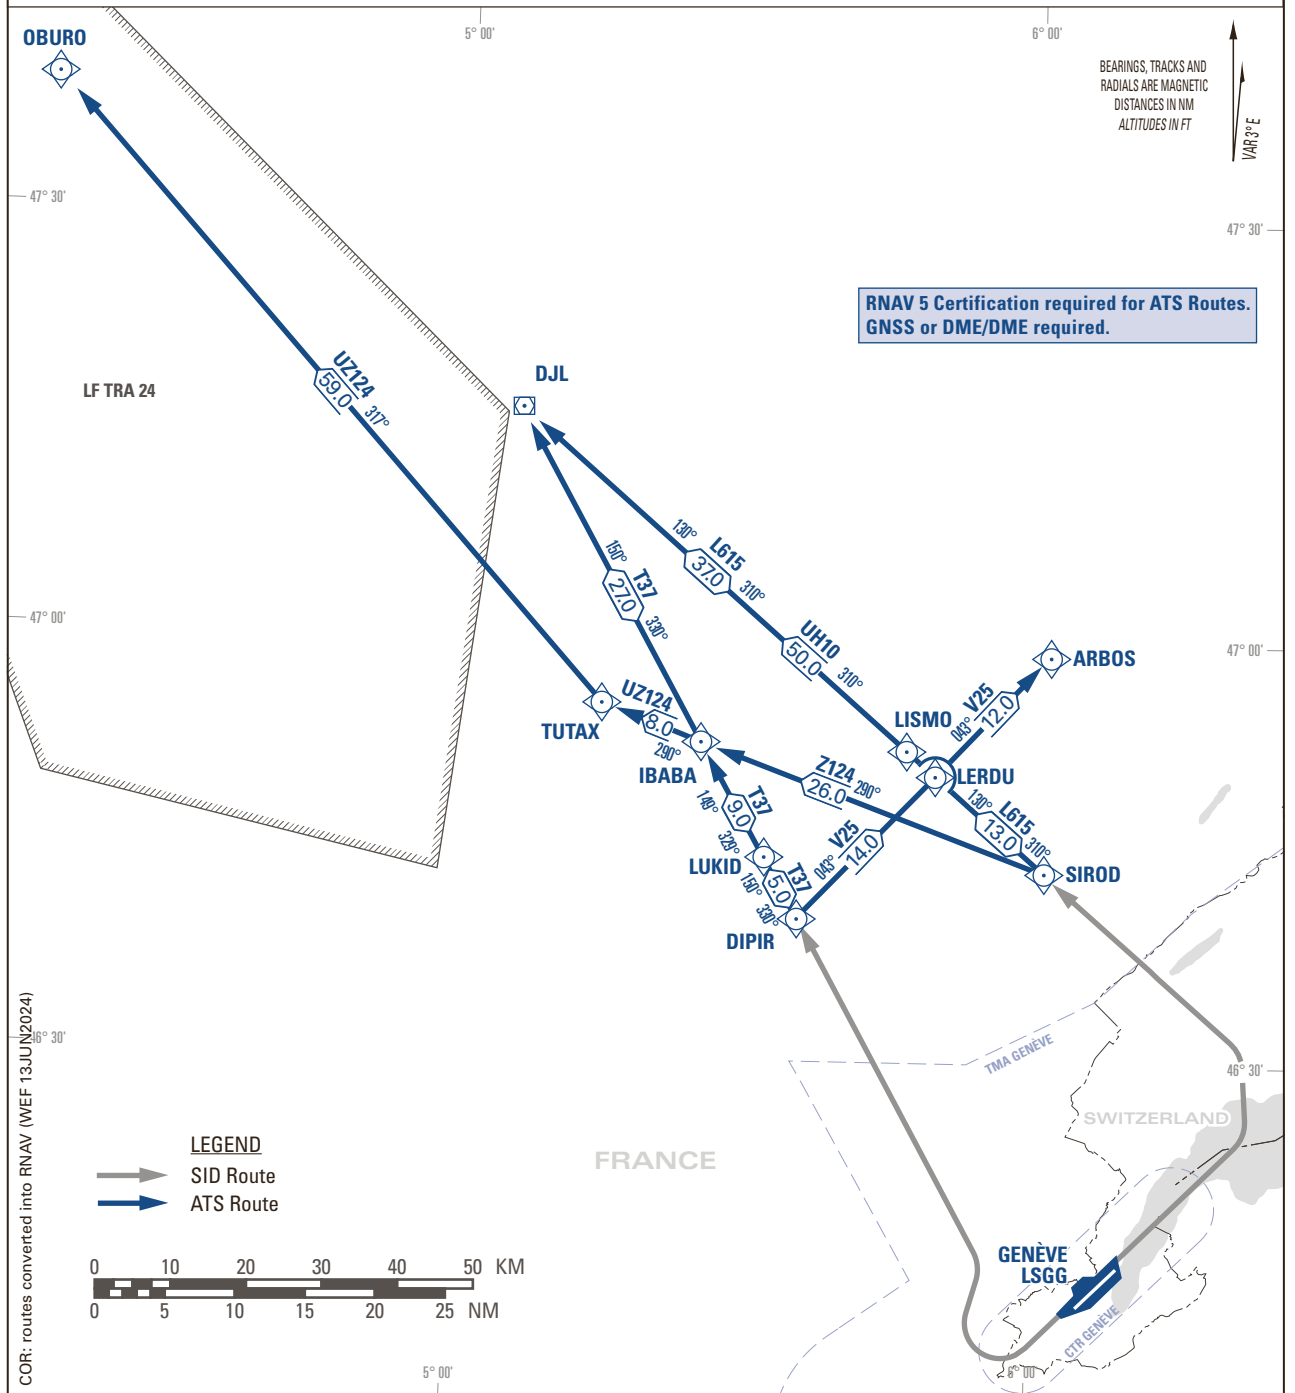 OBURO
5° 00'
6° 00'
BEARINGS, TRACKS AND
RADIALS ARE MAGNETIC
DISTANCES IN NM
ALTITUDES IN FT
VAR 3° E
47° 30'
47° 30'
RNAV 5 Certification required for ATS Routes.
GNSS or DME/DME required.
LF TRA 24
UZ124
59.0
317°
DJL
130°
L615
37.0
310°
150°
T37
27.0
330°
UH10
50.0
310°
47° 00'
47° 00'
ARBOS
V25
043°
12.0
LISMO
UZ124
8.0
290°
TUTAX
IBABA
LERDU
Z124
26.0
290°
130°
L615
13.0
310°
149°
T37
9.0
329°
V25
043°
14.0
LUKID
150°
T37
5.0
330°
SIROD
DIPIR
46° 30'
46° 30'
TMA GENÈVE
SWITZERLAND
FRANCE
LEGEND
SID Route
ATS Route
GENÈVE
LSGG
CTR GENÈVE
0 10 20 30 40 50 KM
0 5 10 15 20 25 NM
5° 00'
6° 00'
COR: routes converted into RNAV (WEF 13JUN2024)